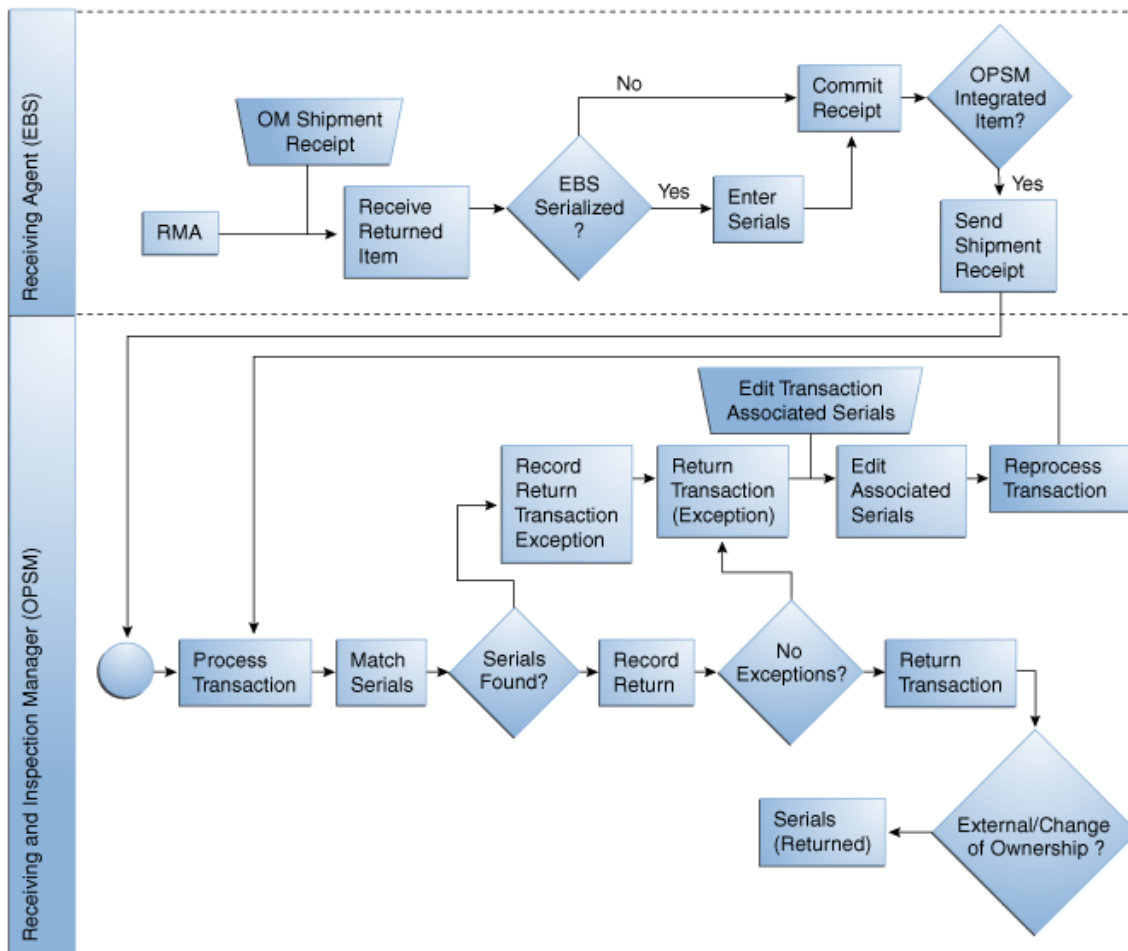 Receiving Agent (EBS)
OM Shipment
Receipt
RMA
Receive
Returned
Item
EBS
Serialized
?
No
Yes
Enter
Serials
Commit
Receipt
OPSM
Integrated
Item?
Yes
Send
Shipment
Receipt
Receiving and Inspection Manager (OPSM)
Edit Transaction
Associated Serials
Record
Return
Transaction
Exception
Return
Transaction
(Exception)
Edit
Associated
Serials
Reprocess
Transaction
Process
Transaction
Match
Serials
Serials
Found?
Record
Return
No
Exceptions?
Return
Transaction
External/Change
of Ownership ?
Serials
(Returned)